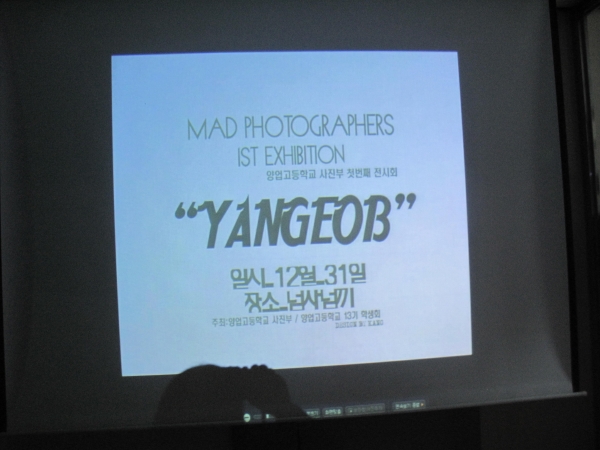 MAD PHOTOGRAPHERS
1ST EXHIBITION
양업고등학교 사진부 첫번째 전시회
“YANGEOB”
일시_12월_31일
장소_넘사넘끼
주최:양업고등학교 사진부 / 양업고등학교 13기 학생회